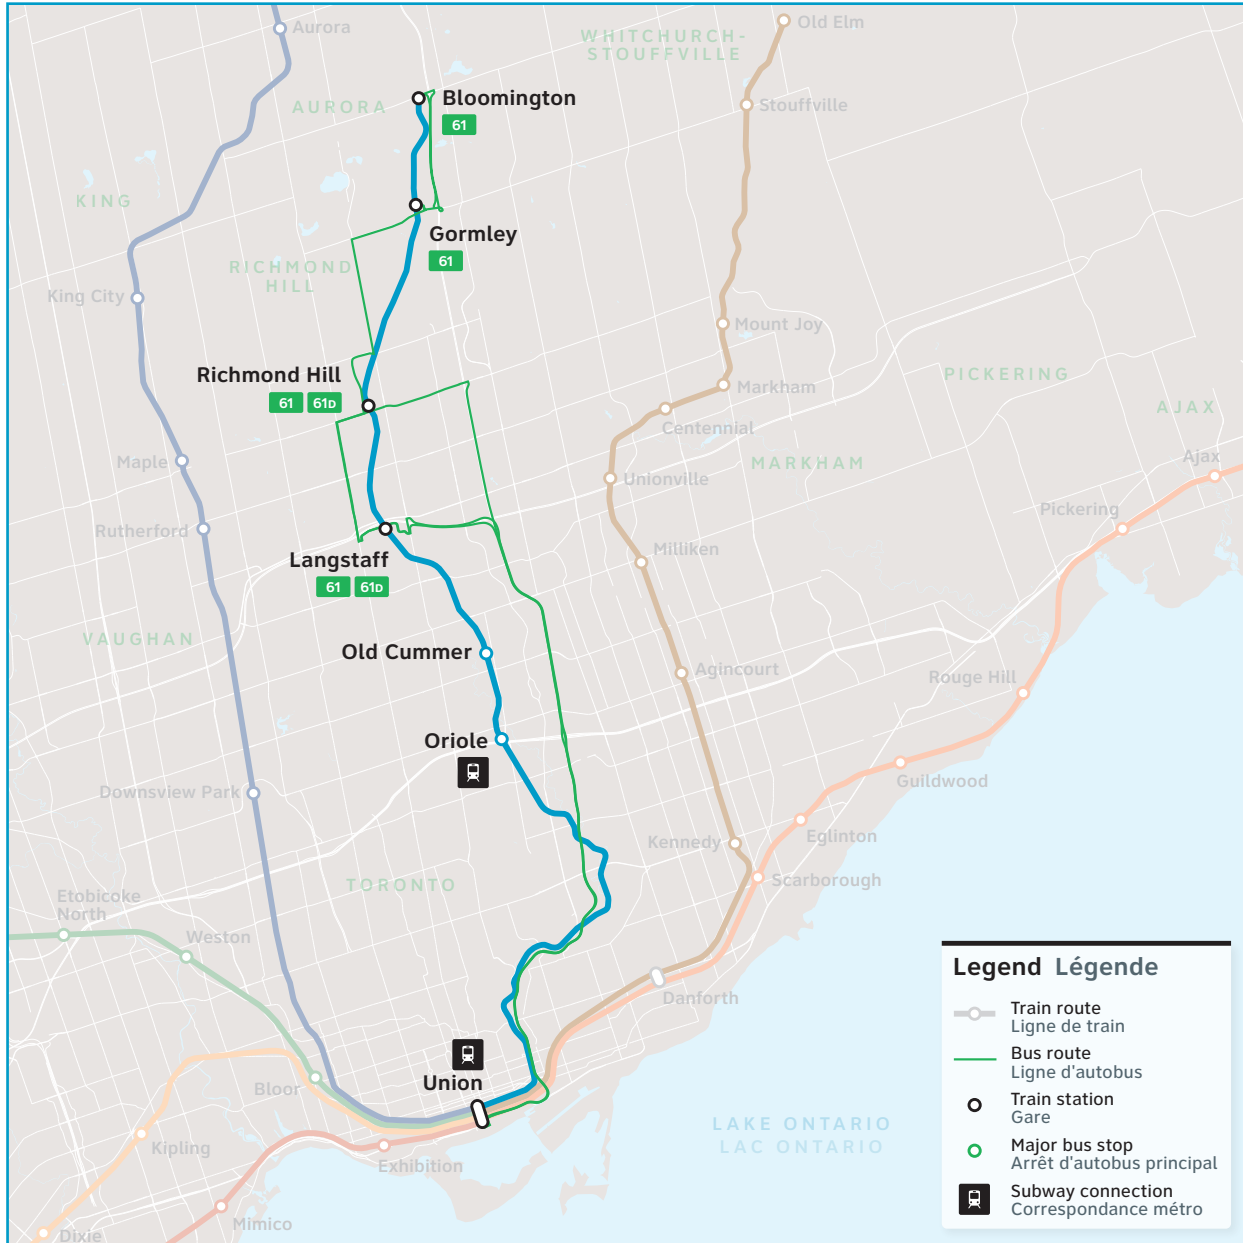 Aurora
Old Elm
WHITCHURCH-
STOUFFVILLE
Bloomington
61
AURORA
Stouffville
KING
Gormley
61
RICHMOND
HILL
King City
Mount Joy
Richmond Hill
61 61D
PICKERING
Markham
AJAX
Centennial
Maple
MARKHAM
Ajax
Unionville
Pickering
Rutherford
Milliken
Langstaff
61 61D
VAUGHAN
Old Cummer
Agincourt
Rouge Hill
Oriole
Guildwood
Downsview Park
Eglinton
Kennedy
Scarborough
TORONTO
Etobicoke
North
Weston
Danforth
Union
Bloor
LAKE ONTARIO
LAC ONTARIO
Kipling
Exhibition
Mimico
Dixie
Legend Légende
Train route
Ligne de train
Bus route
Ligne d'autobus
Train station
Gare
Major bus stop
Arrêt d'autobus principal
Subway connection
Correspondance métro